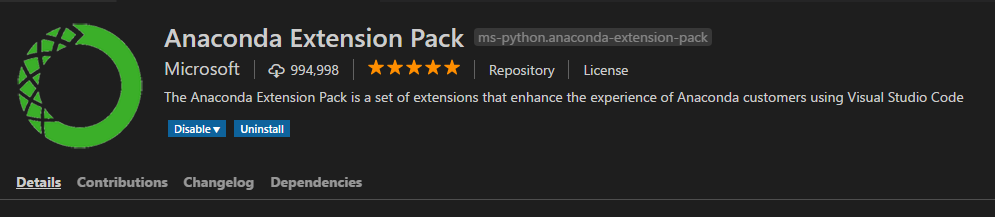 Anaconda Extension Pack ms-python.anaconda-extension-pack
Microsoft 994,998 Repository License
The Anaconda Extension Pack is a set of extensions that enhance the experience of Anaconda customers using Visual Studio Code
Disable Uninstall
Details Contributions Changelog Dependencies